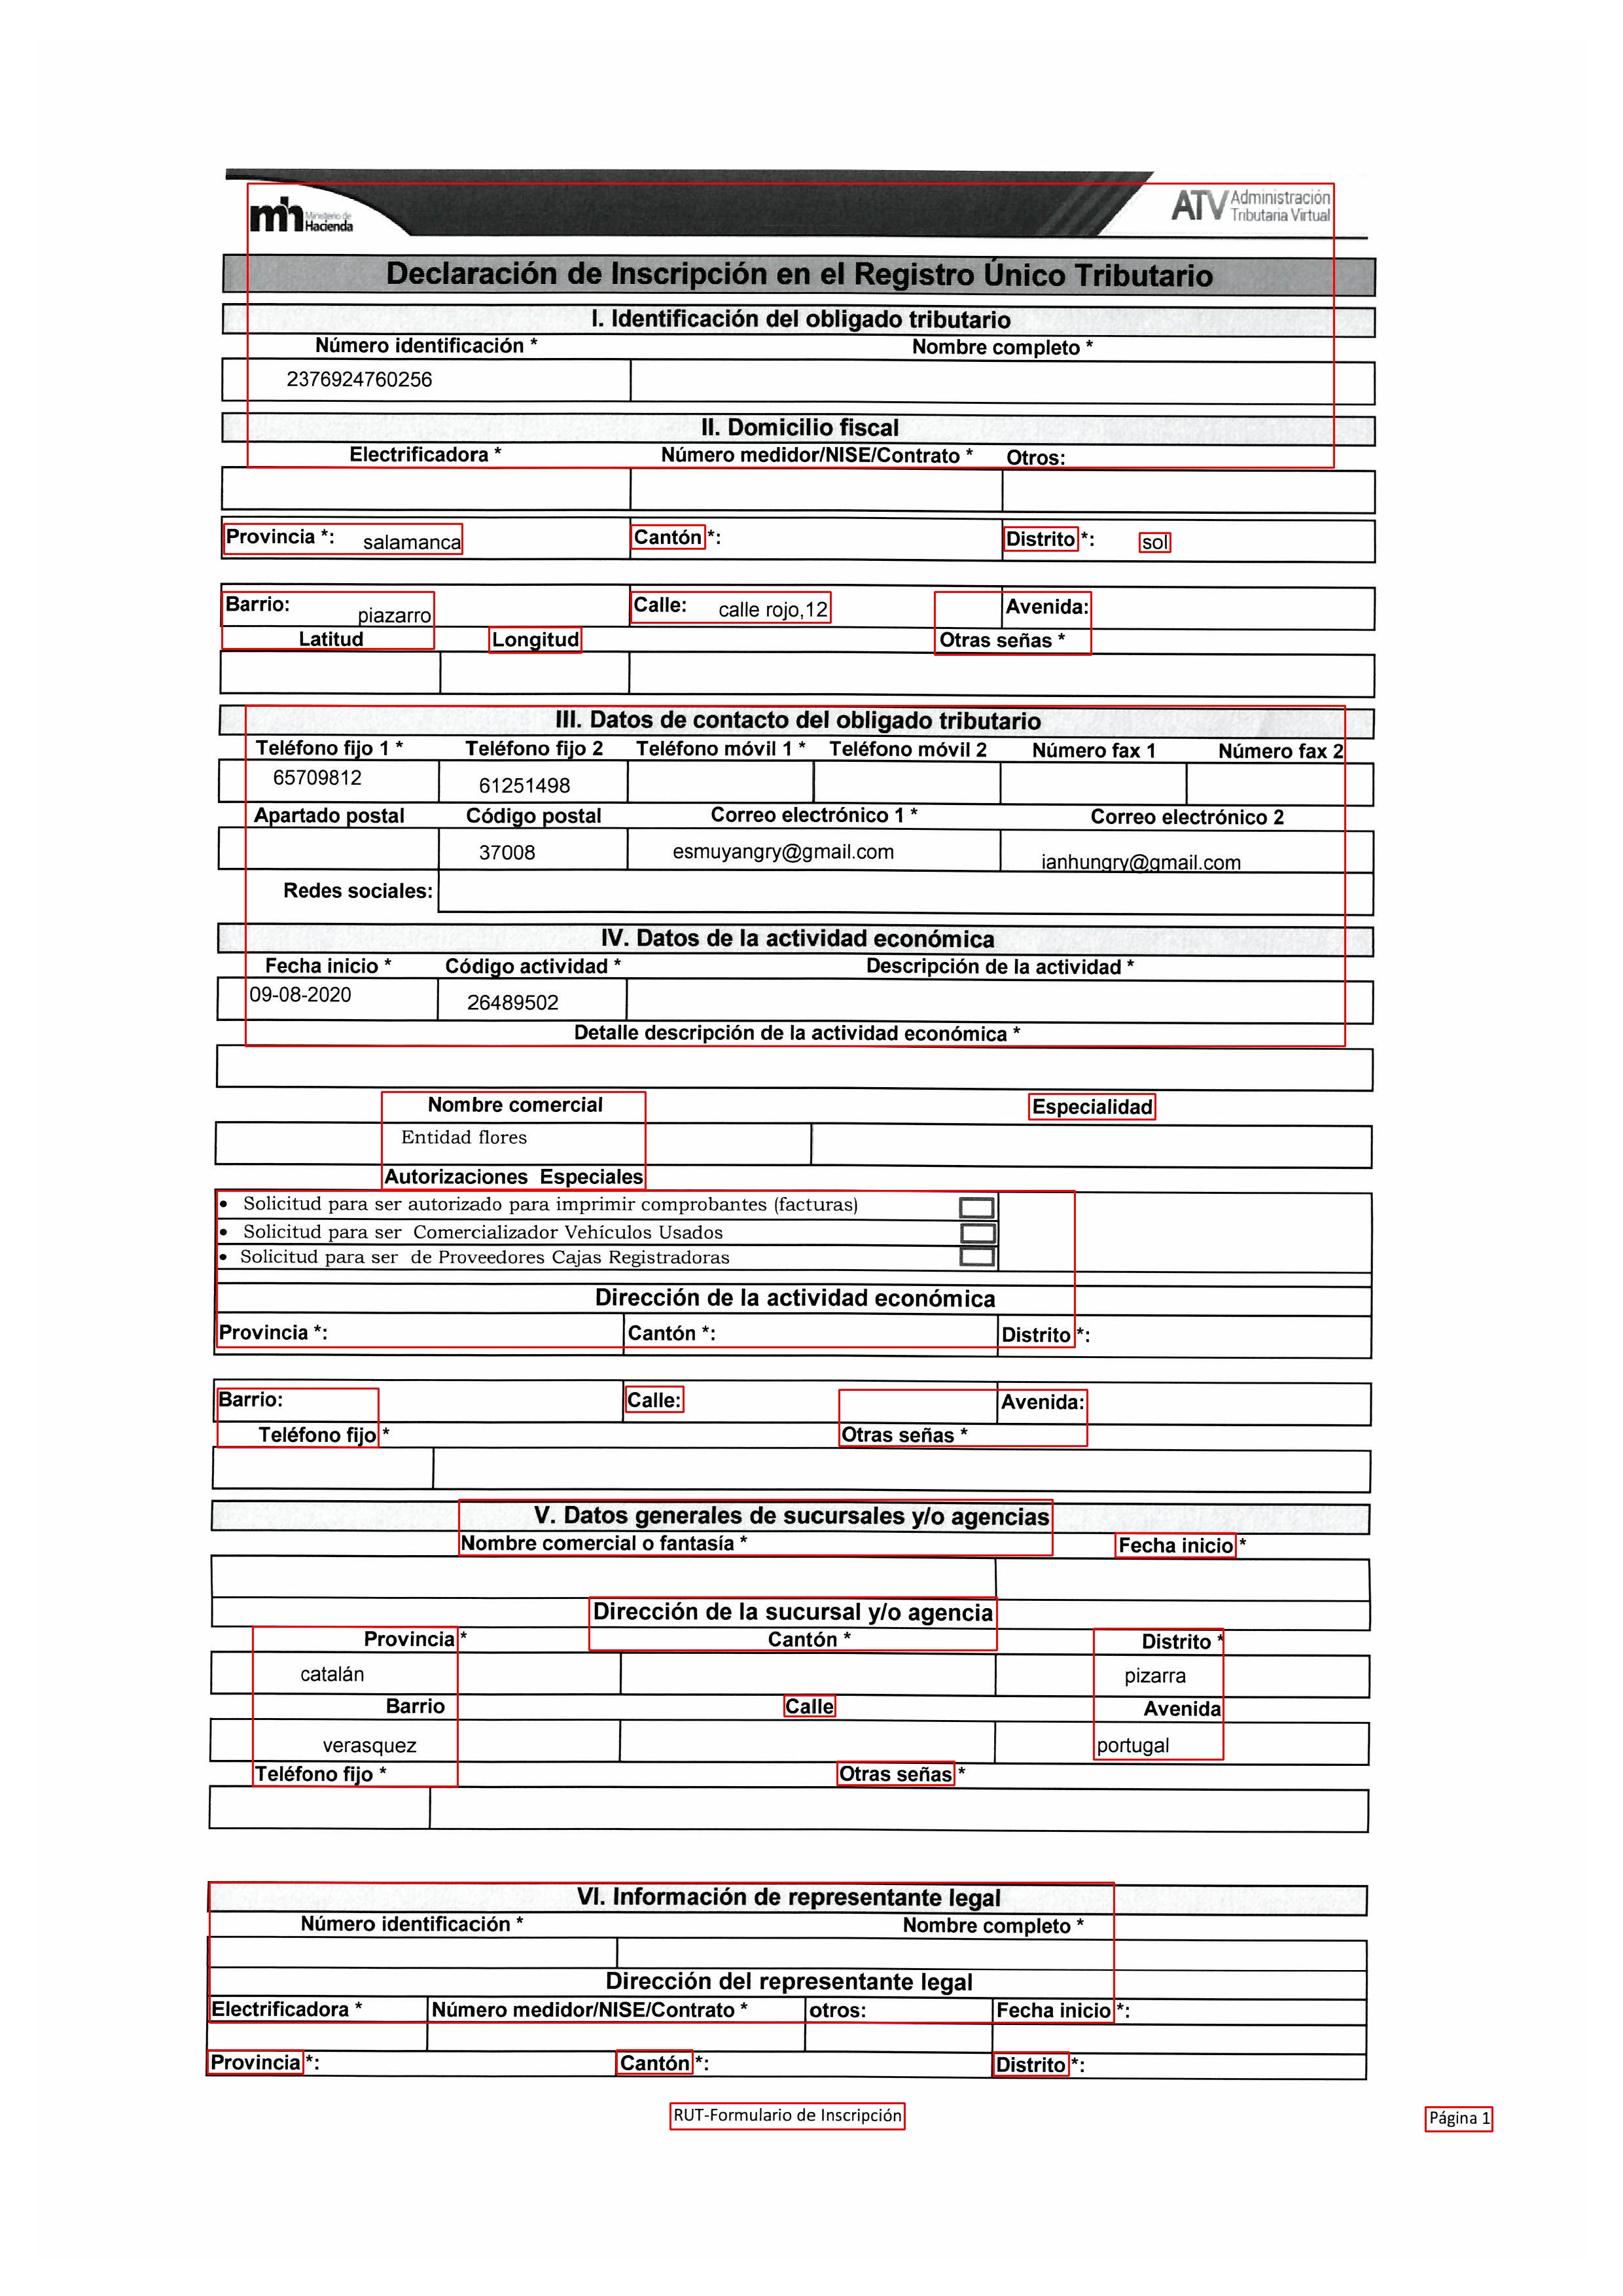 mh Ministerio de Hacienda
ATV Administración Tributaria Virtual
Declaración de Inscripción en el Registro Único Tributario
I. Identificación del obligado tributario
Número identificación * Nombre completo *
2376924760256
II. Domicilio fiscal
Electrificadora * Número medidor/NISE/Contrato * Otros:
Provincia *: salamanca Cantón *: Distrito *: sol
Barrio: piazarro Calle: calle rojo,12 Avenida:
Latitud Longitud Otras señas *
III. Datos de contacto del obligado tributario
Teléfono fijo 1 * Teléfono fijo 2 Teléfono móvil 1 * Teléfono móvil 2 Número fax 1 Número fax 2
65709812 61251498
Apartado postal Código postal Correo electrónico 1 * Correo electrónico 2
37008 esmuyangry@gmail.com ianhungry@gmail.com
Redes sociales:
IV. Datos de la actividad económica
Fecha inicio * Código actividad * Descripción de la actividad *
09-08-2020 26489502
Detalle descripción de la actividad económica *
Nombre comercial Especialidad
Entidad flores
Autorizaciones Especiales
• Solicitud para ser autorizado para imprimir comprobantes (facturas)
• Solicitud para ser Comercializador Vehículos Usados
• Solicitud para ser de Proveedores Cajas Registradoras
Dirección de la actividad económica
Provincia *: Cantón *: Distrito *:
Barrio: Calle: Avenida:
Teléfono fijo * Otras señas *
V. Datos generales de sucursales y/o agencias
Nombre comercial o fantasía * Fecha inicio *
Dirección de la sucursal y/o agencia
Provincia * Cantón * Distrito *
catalán pizarra
Barrio Calle Avenida
verasquez portugal
Teléfono fijo * Otras señas *
VI. Información de representante legal
Número identificación * Nombre completo *
Dirección del representante legal
Electrificadora * Número medidor/NISE/Contrato * otros: Fecha inicio *:
Provincia *: Cantón *: Distrito *:
RUT-Formulario de Inscripción Página 1